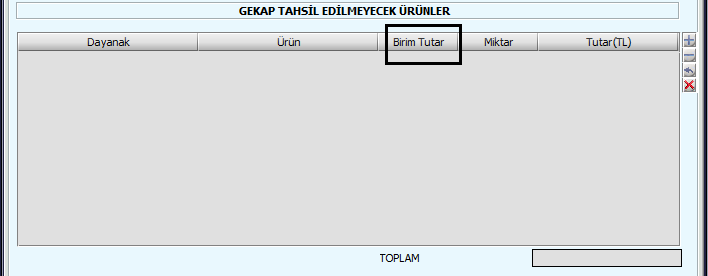 GEKAP TAHSİL EDİLMEYECEK ÜRÜNLER
Dayanak Ürün Birim Tutar Miktar Tutar(TL)
TOPLAM